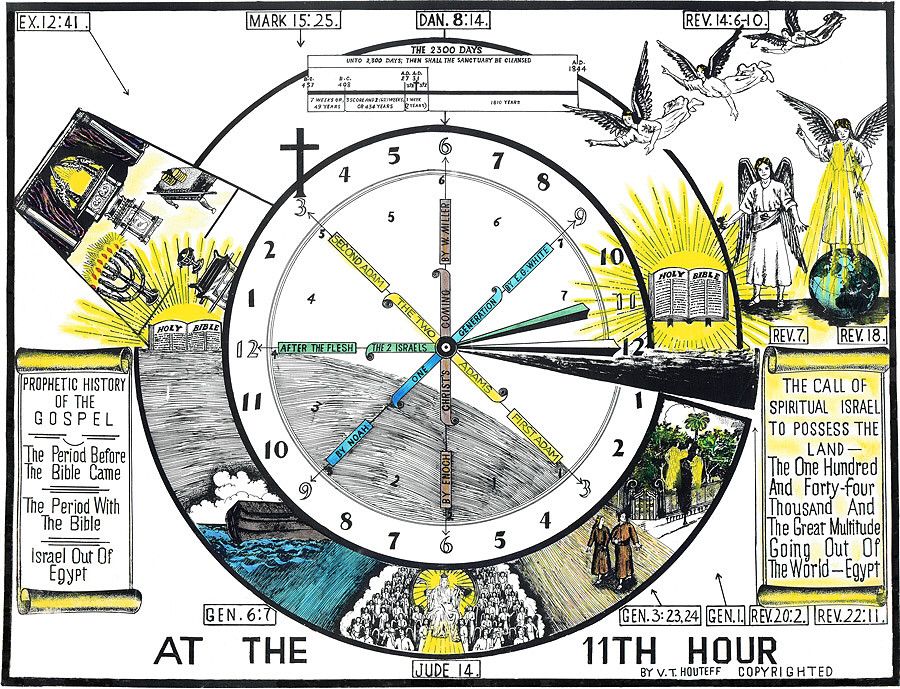 EX.12:41.
MARK 15:25.
DAN. 8:14.
REV. 14:6-10.
THE 2300 DAYS
UNTO 2,300 DAYS; THEN SHALL THE SANCTUARY BE CLEANSED
A.D.
1844
B.C.
457
B.C.
408
A.D. A.D.
27 31
7 WEEKS OR
49 YEARS
OR 434 YEARS
1 WEEK
1810 YEARS
6
5
4
3
2
1
12
11
10
9
8
7
6
5
4
3
2
1
12
11
10
9
8
7
6
5
4
3
2
1
5
6
7
7
SECOND ADAM
THE TWO
ADAMS
FIRST ADAM
BY W. MILLER
CHRIST'S COMING
BY ENOCH
BY E.G. WHITE
GENERATION
ONE
BY NOAH
AFTER THE FLESH
THE 2 ISRAELS
HOLY BIBLE
HOLY BIBLE
REV. 7.
REV. 18.
PROPHETIC HISTORY
OF THE
GOSPEL
The Period Before
The Bible Came
The Period With
The Bible
Israel Out Of
Egypt
THE CALL OF
SPIRITUAL ISRAEL
TO POSSESS THE
LAND—
The One Hundred
And Forty-four
Thousand And
The Great Multitude
Going Out Of
The World—Egypt
GEN. 6:7
JUDE 14.
GEN. 3:23,24
GEN. 1.
REV. 20:2.
REV. 22:11.
AT THE 11TH HOUR
BY V.T. HOUTEFF COPYRIGHTED